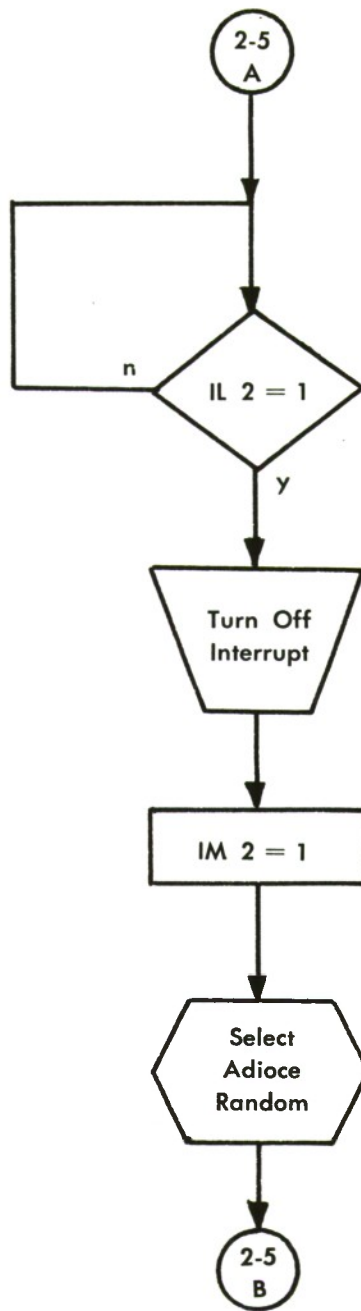 2-5
A
n
IL 2 = 1
y
Turn Off
Interrupt
IM 2 = 1
Select
Adioce
Random
2-5
B